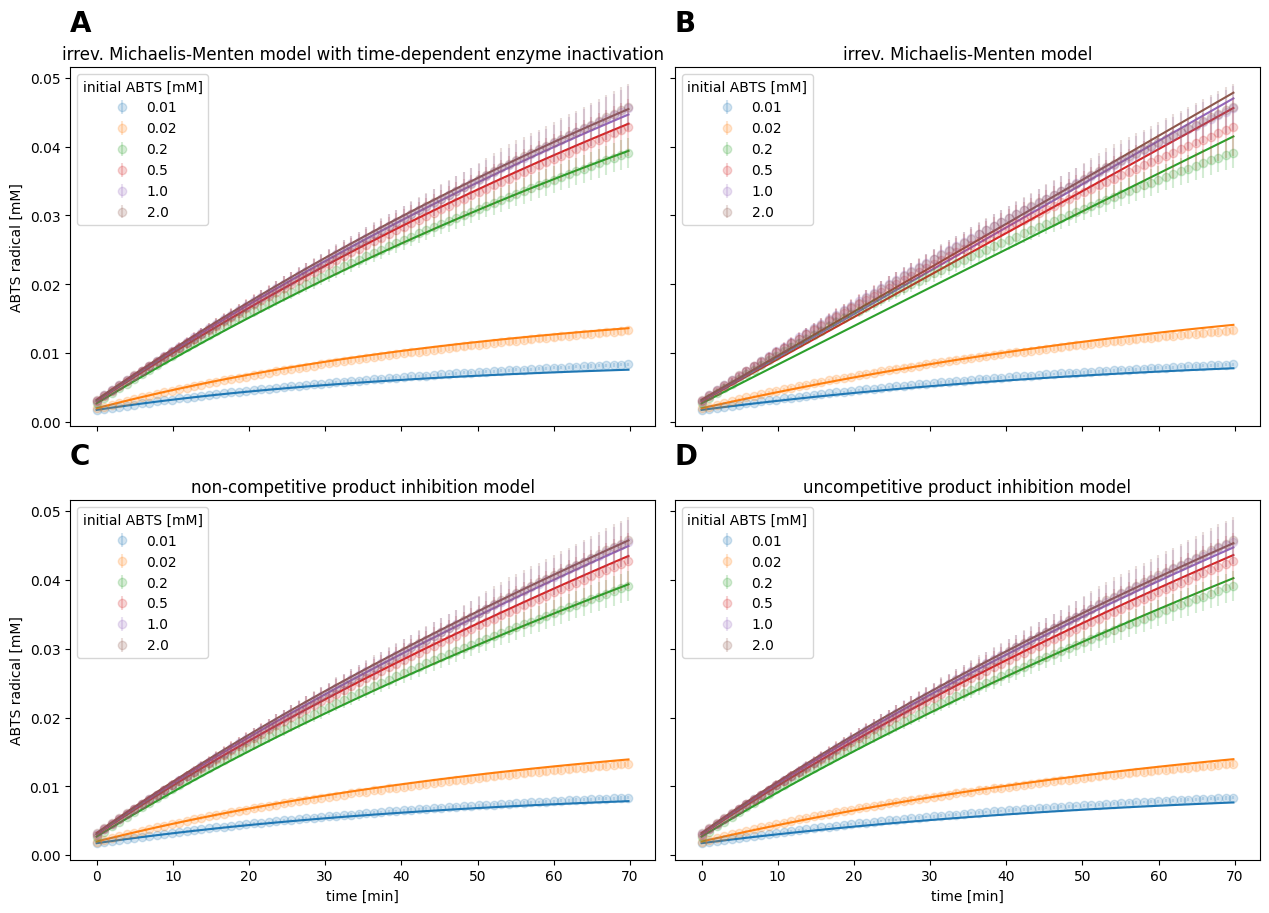 A
irrev. Michaelis-Menten model with time-dependent enzyme inactivation
initial ABTS [mM]
0.01
0.02
0.2
0.5
1.0
2.0
0.05
0.04
0.03
0.02
0.01
0.00
ABTS radical [mM]
B
irrev. Michaelis-Menten model
initial ABTS [mM]
0.01
0.02
0.2
0.5
1.0
2.0
C
non-competitive product inhibition model
initial ABTS [mM]
0.01
0.02
0.2
0.5
1.0
2.0
0.05
0.04
0.03
0.02
0.01
0.00
ABTS radical [mM]
0 10 20 30 40 50 60 70
time [min]
D
uncompetitive product inhibition model
initial ABTS [mM]
0.01
0.02
0.2
0.5
1.0
2.0
0 10 20 30 40 50 60 70
time [min]